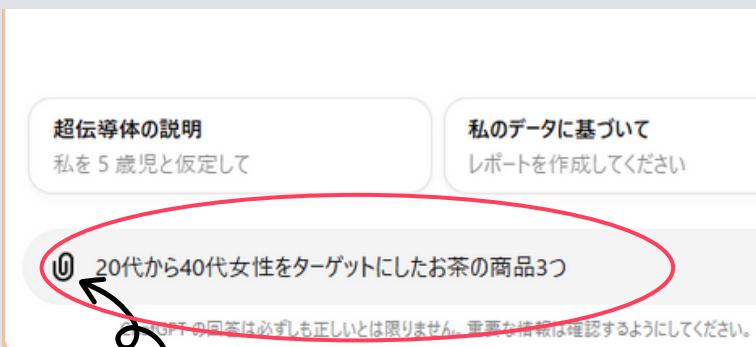 超伝導体の説明
私を 5 歳児と仮定して
私のデータに基づいて
レポートを作成してください
20代から40代女性をターゲットにしたお茶の商品3つ
GPT の回答は必ずしも正しいとは限りません。重要な情報は確認するようにしてください。